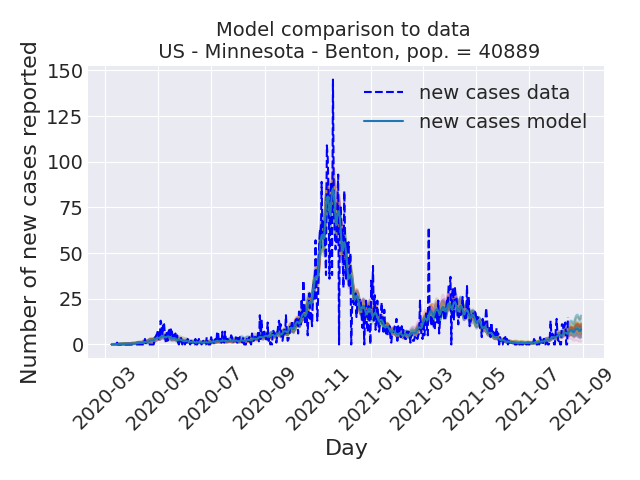 Model comparison to data
US - Minnesota - Benton, pop. = 40889
Number of new cases reported
150
125
100
75
50
25
0
new cases data
new cases model
2020-03
2020-05
2020-07
2020-09
2020-11
2021-01
2021-03
2021-05
2021-07
2021-09
Day